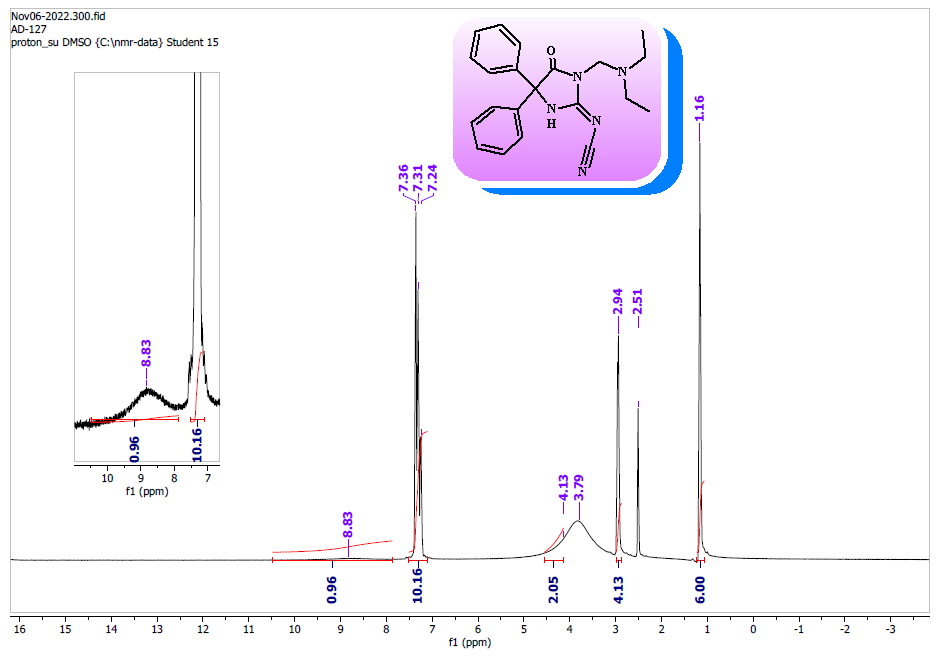 Nov06-2022.300.fid
AD-127
proton_su DMSO {C:\nmr-data} Student 15
O
N
N
N
H
N
N
1.16
7.36
7.31
7.24
8.83
0.96
10.16
10 9 8 7
f1 (ppm)
2.94
2.51
4.13
3.79
8.83
0.96
10.16
2.05
4.13
6.00
16 15 14 13 12 11 10 9 8 7 6 5 4 3 2 1 0 -1 -2 -3
f1 (ppm)